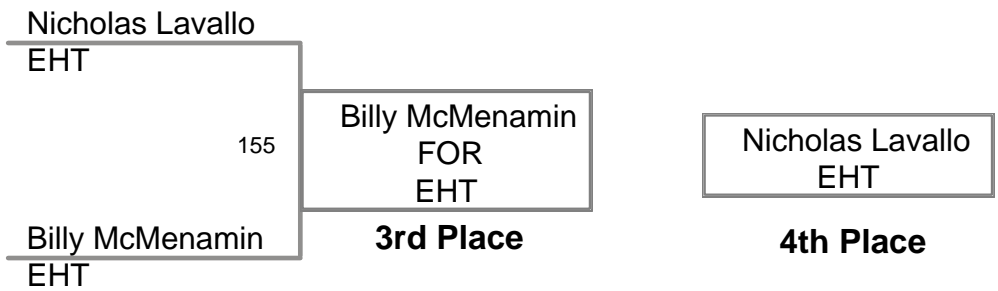 Nicholas Lavallo
EHT
155
Billy McMenamin
EHT
Billy McMenamin
FOR
EHT
3rd Place
Nicholas Lavallo
EHT
4th Place